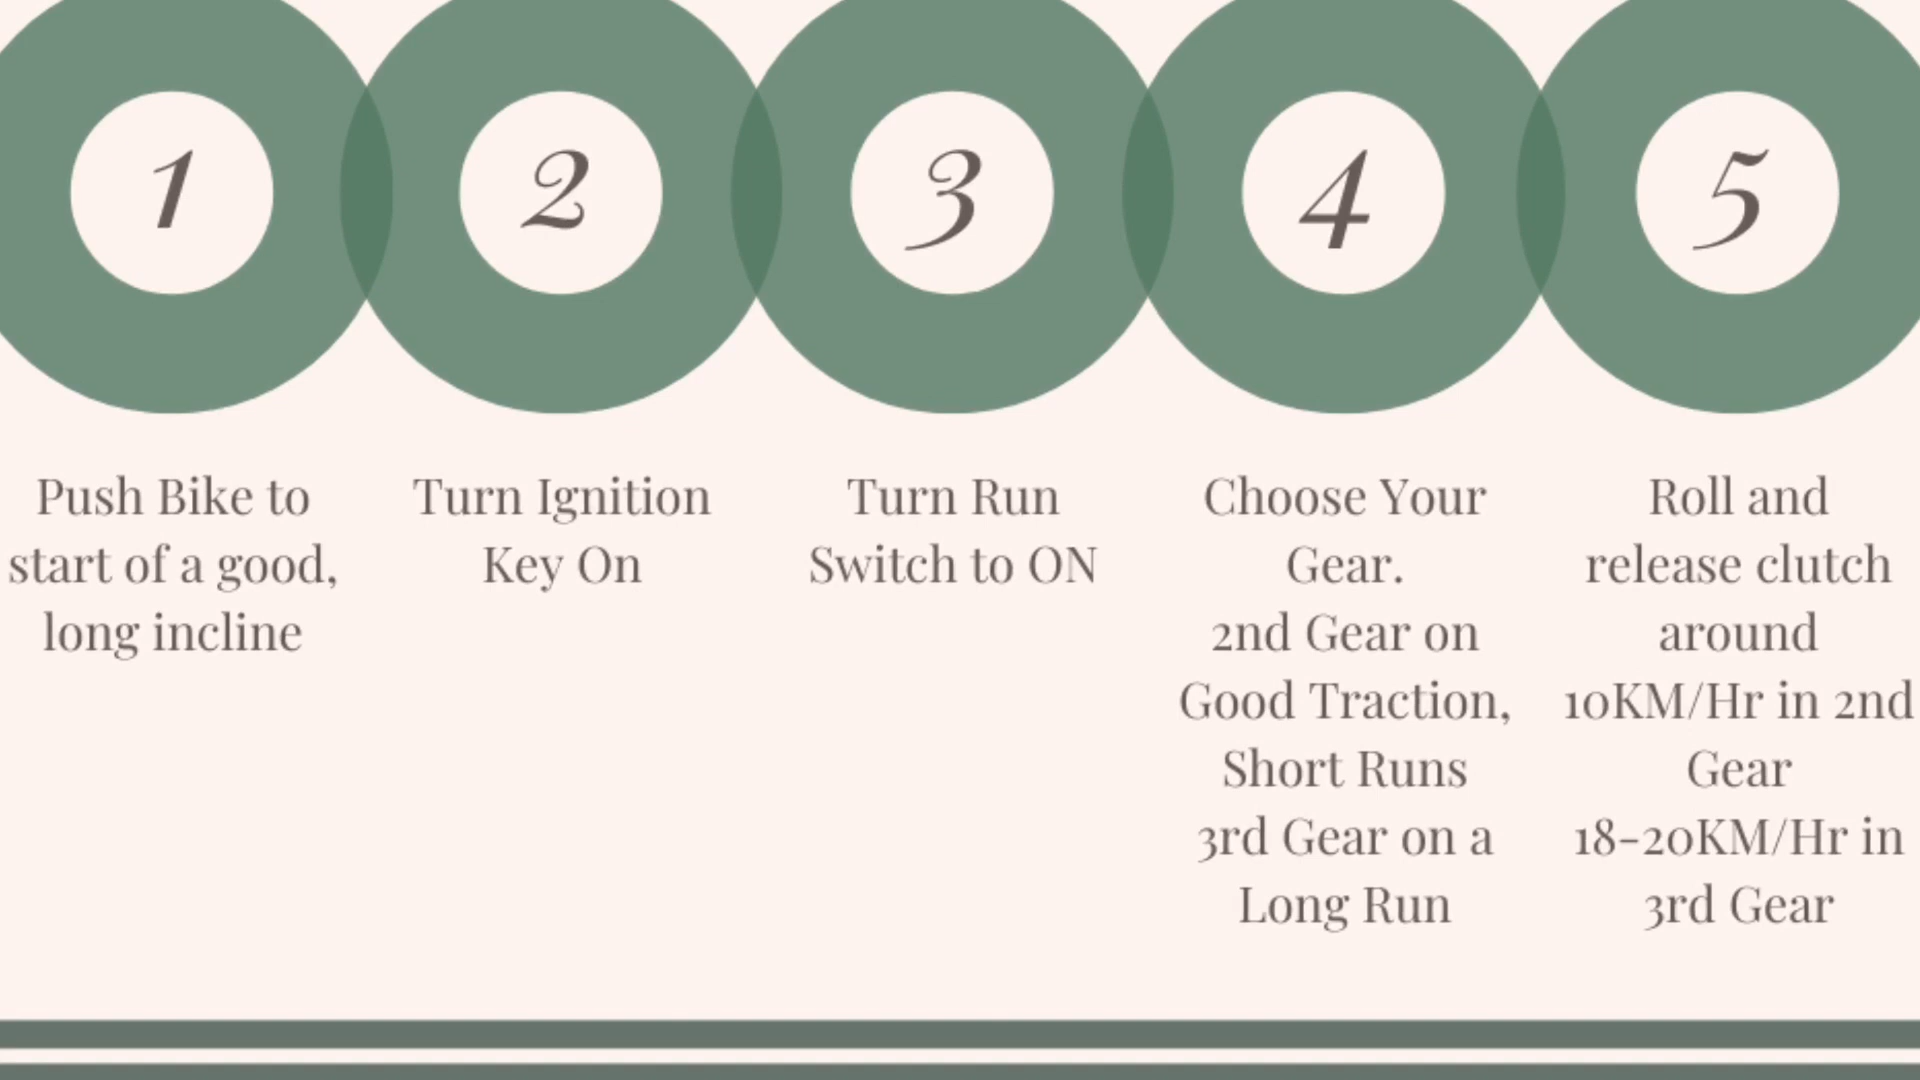 1
2
3
4
5
Push Bike to
start of a good,
long incline
Turn Ignition
Key On
Turn Run
Switch to ON
Choose Your
Gear.
2nd Gear on
Good Traction,
Short Runs
3rd Gear on a
Long Run
Roll and
release clutch
around
10KM/Hr in 2nd
Gear
18-20KM/Hr in
3rd Gear